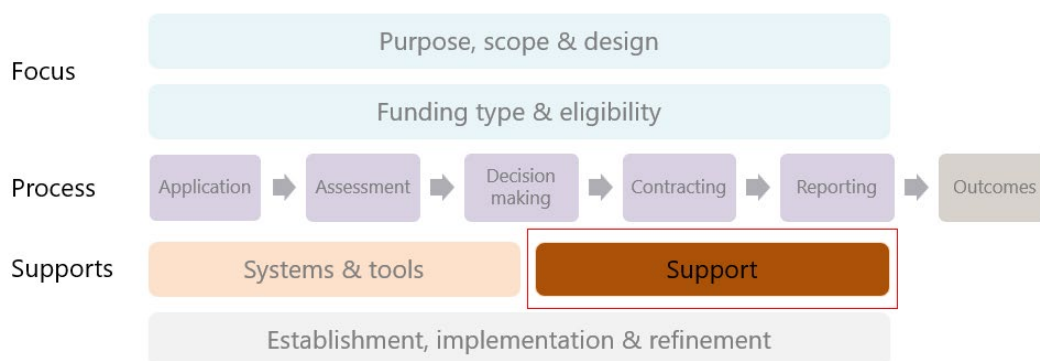 Purpose, scope & design
Focus
Funding type & eligibility
Process
Application
Assessment
Decision
making
Contracting
Reporting
Outcomes
Supports
Systems & tools
Support
Establishment, implementation & refinement